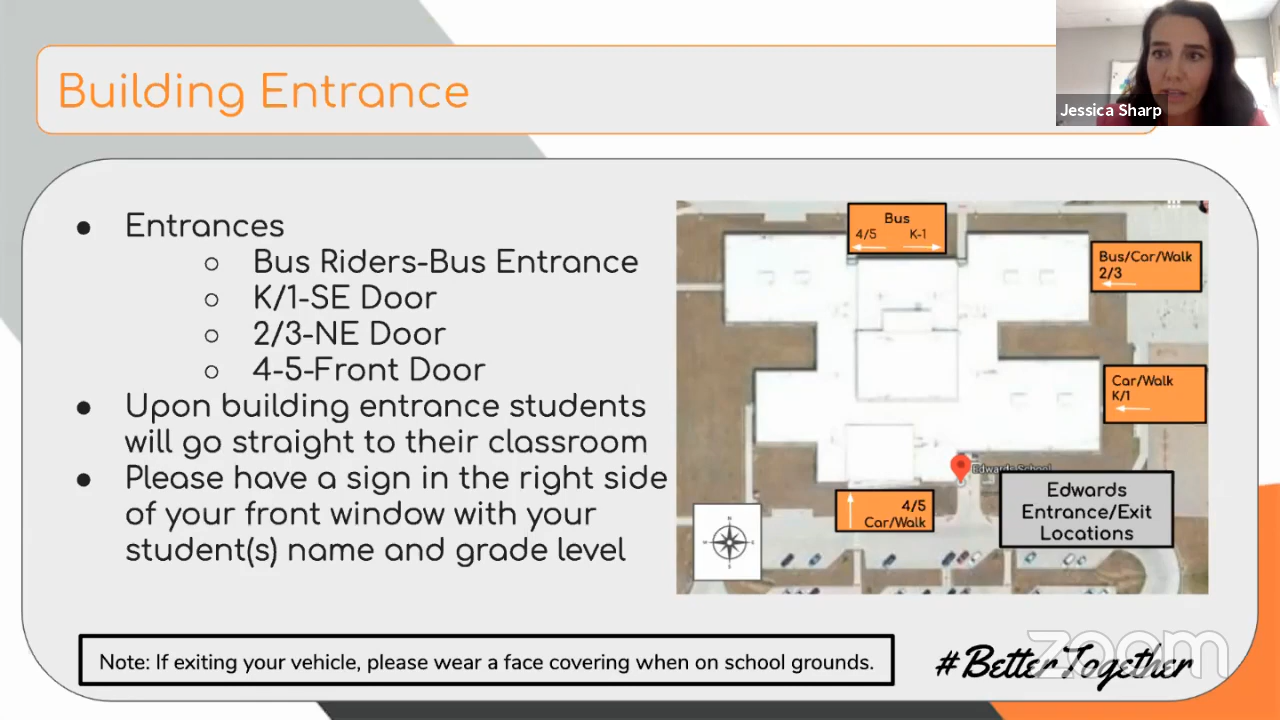 Building Entrance
Jessica Sharp
Entrances
Bus Riders-Bus Entrance
K/1-SE Door
2/3-NE Door
4-5-Front Door
Upon building entrance students
will go straight to their classroom
Please have a sign in the right side
of your front window with your
student(s) name and grade level
Bus
4/5 K-1
Bus/Car/Walk
2/3
Car/Walk
K/1
Edwards School
4/5
Car/Walk
Edwards
Entrance/Exit
Locations
N
W E
S
Note: If exiting your vehicle, please wear a face covering when on school grounds.
#BetterTogether
zoom